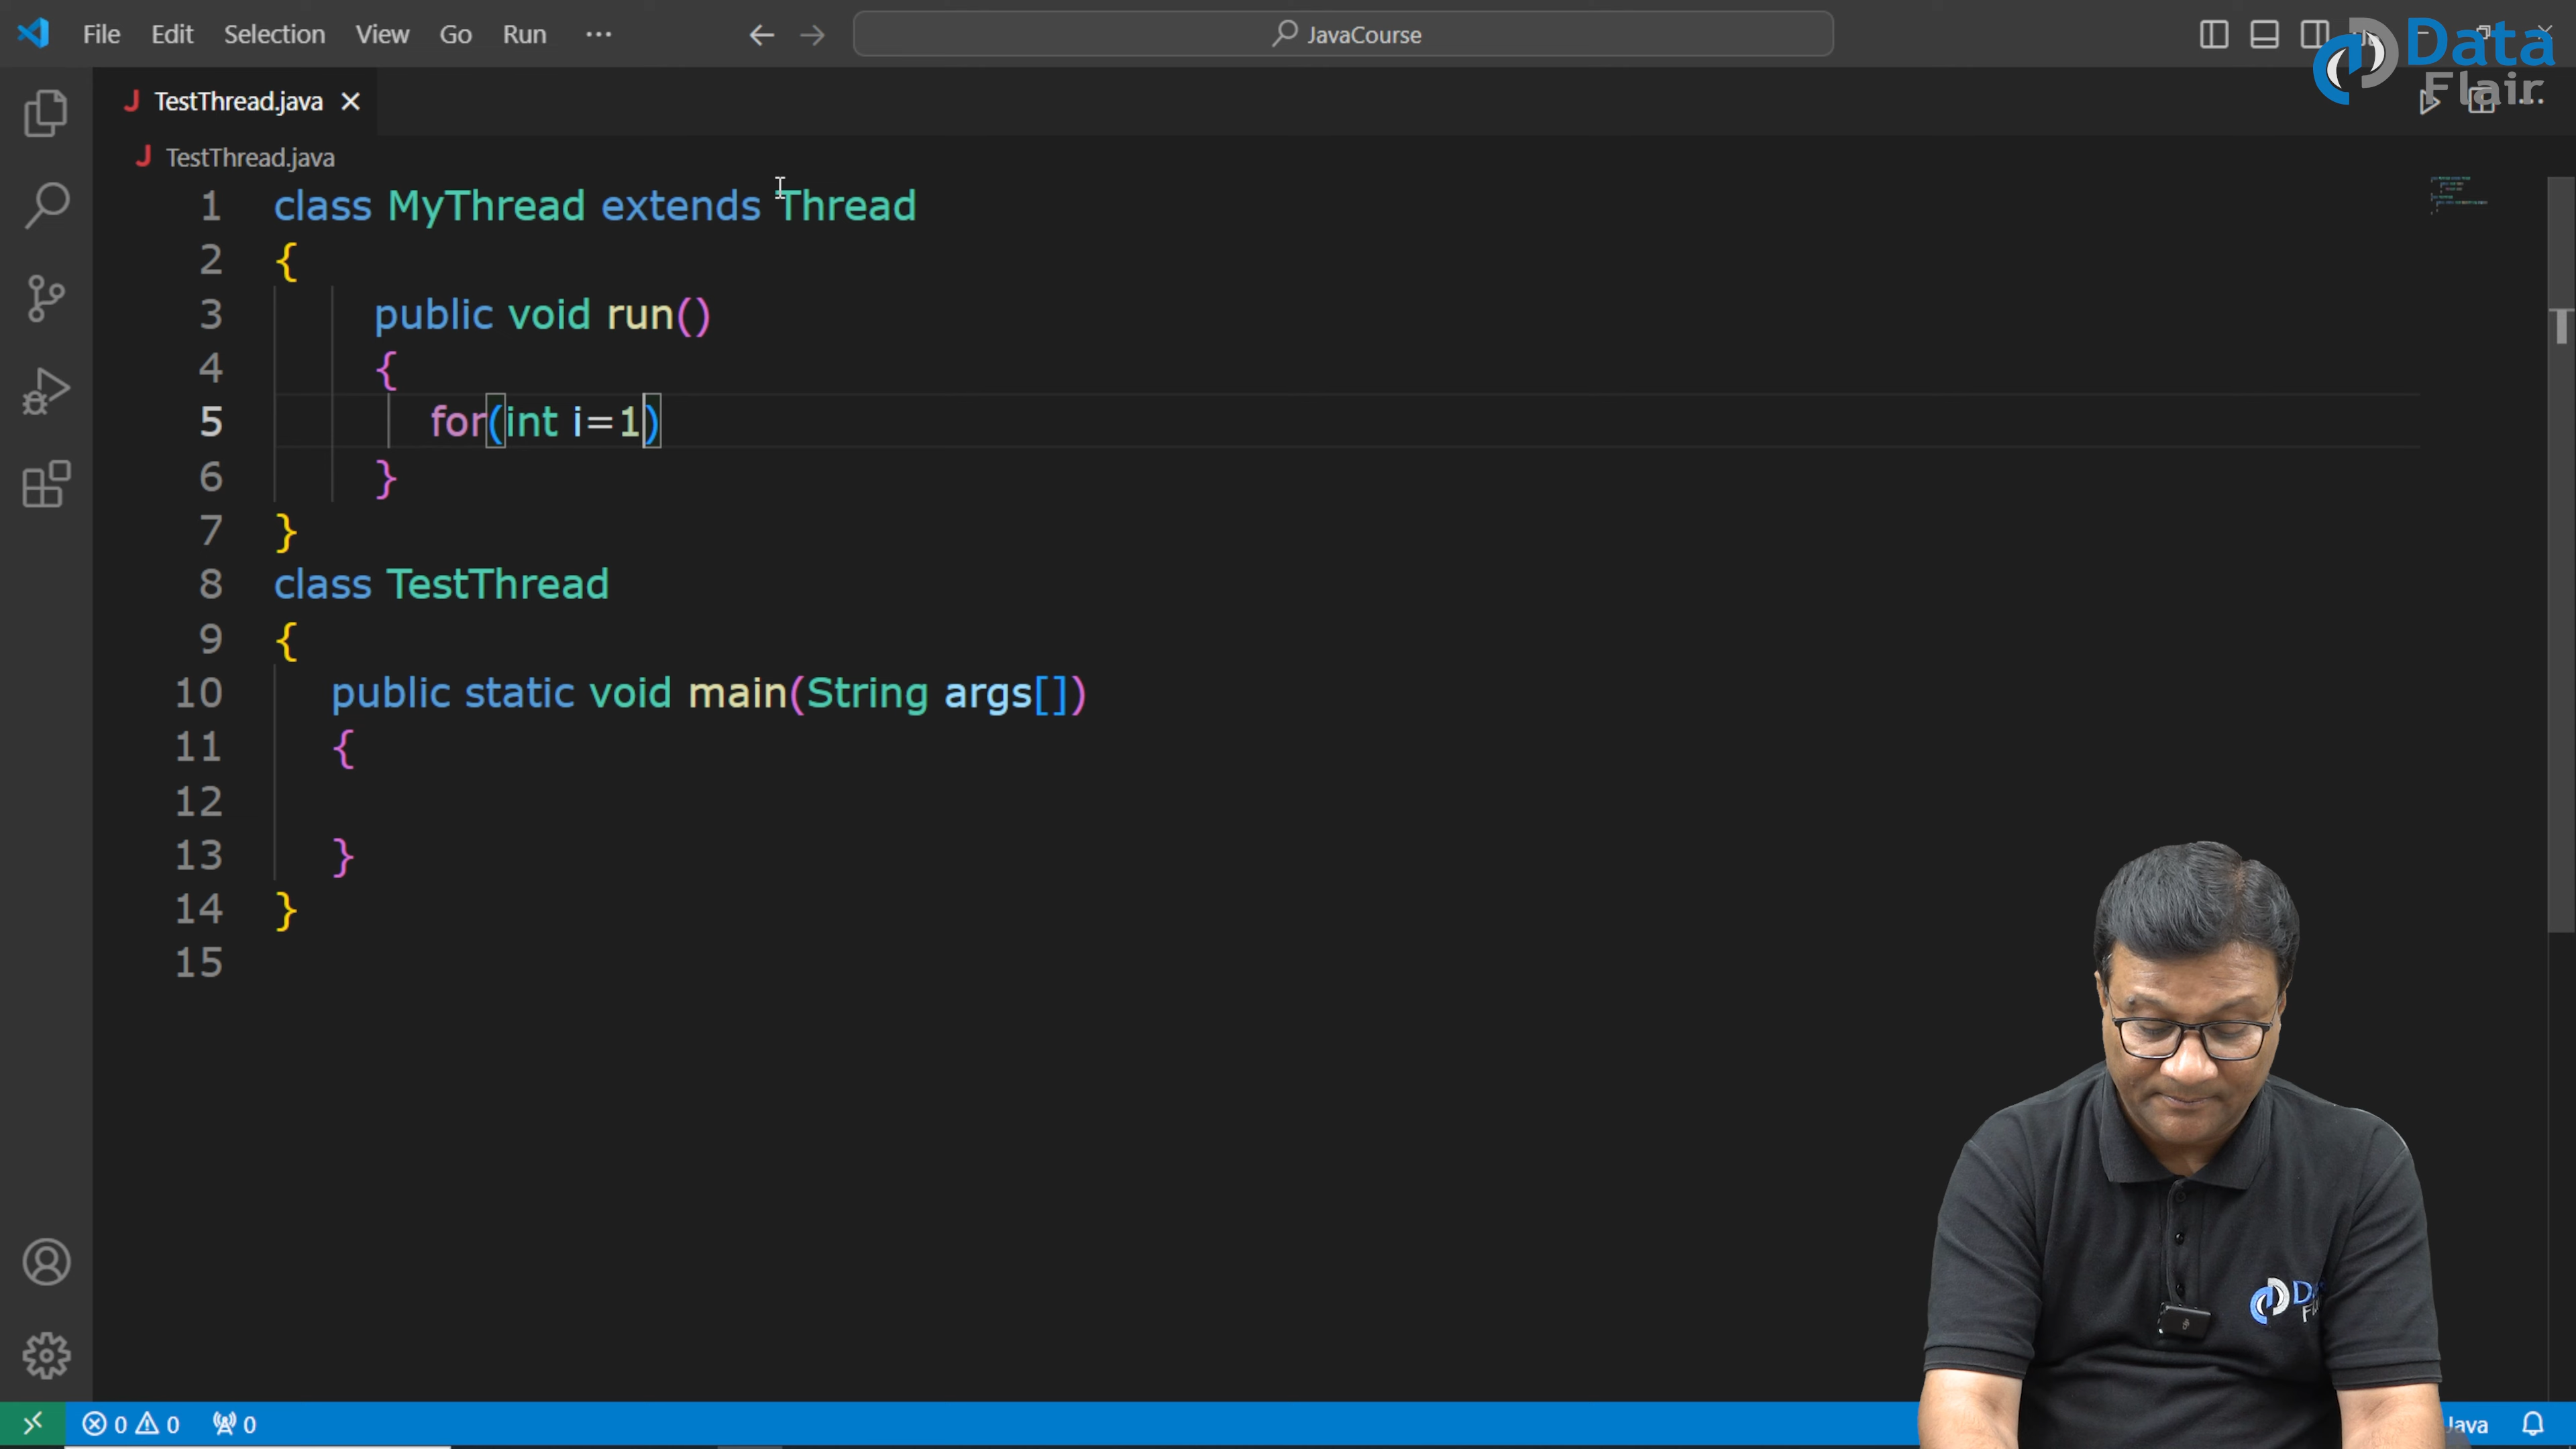 File Edit Selection View Go Run ··· JavaCourse
Data
Flair
TestThread.java
TestThread.java
1 class MyThread extends Thread
2 {
3 public void run()
4 {
5 for(int i=1)
6 }
7 }
8 class TestThread
9 {
10 public static void main(String args[])
11 {
12
13 }
14 }
15
0 0 0 Java